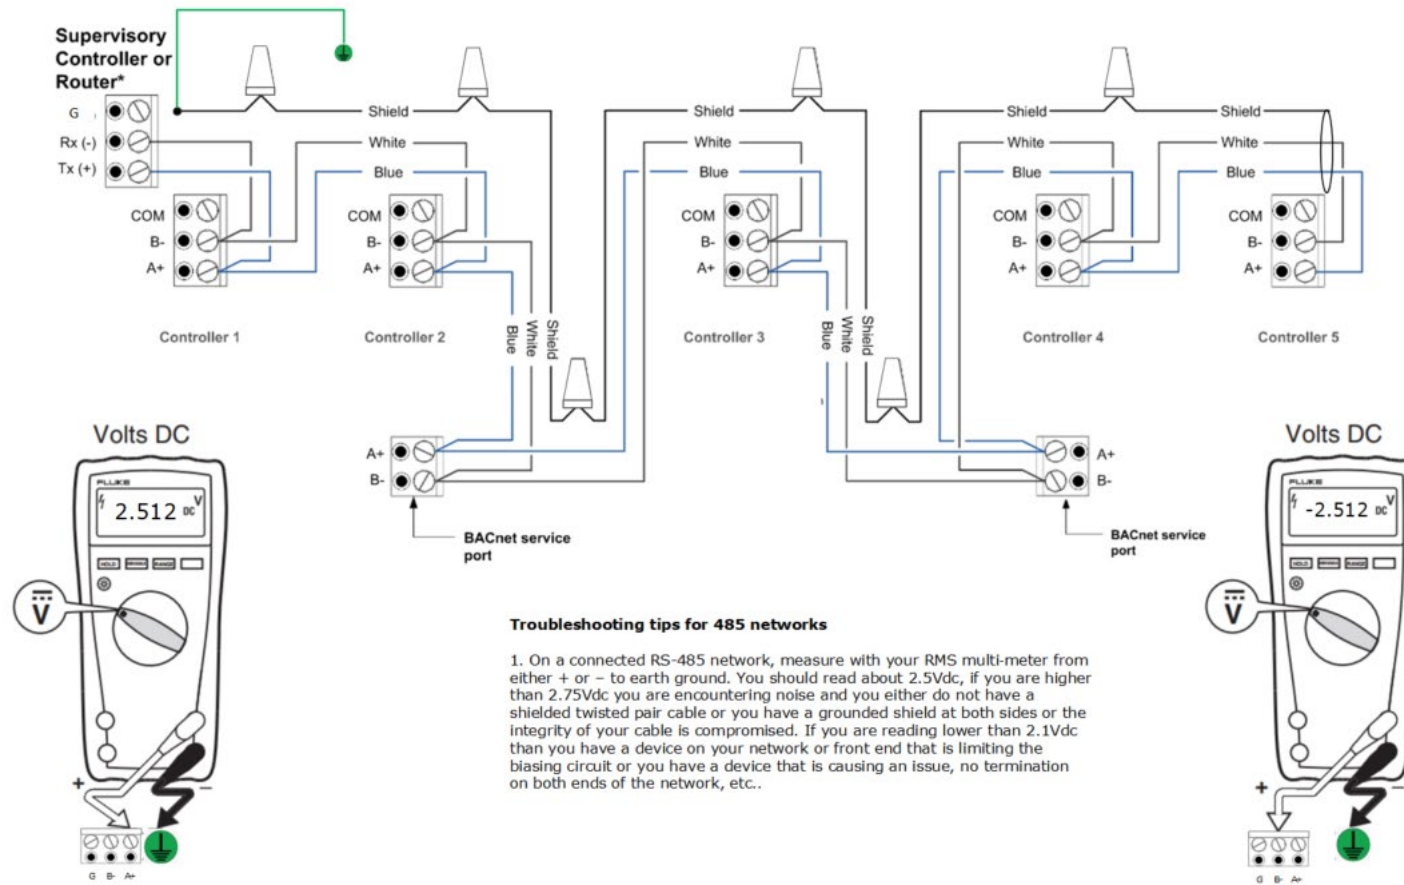 Supervisory
Controller or
Router*
G
Rx (-)
Tx (+)
Shield
White
Blue
Shield
White
Blue
Shield
White
Blue
Shield
White
Blue
COM
B-
A+
COM
B-
A+
COM
B-
A+
COM
B-
A+
COM
B-
A+
Controller 1
Controller 2
Controller 3
Controller 4
Controller 5
Blue
White
Shield
Blue
White
Shield
A+
B-
BACnet service
port
A+
B-
BACnet service
port
Volts DC
FLUKE
2.512 DC V
HOLD
RANGE
V
+
–
G B- A+
Volts DC
FLUKE
-2.512 DC V
HOLD
RANGE
V
+
–
G B- A+
Troubleshooting tips for 485 networks
1. On a connected RS-485 network, measure with your RMS multi-meter from
either + or – to earth ground. You should read about 2.5Vdc, if you are higher
than 2.75Vdc you are encountering noise and you either do not have a
shielded twisted pair cable or you have a grounded shield at both sides or the
integrity of your cable is compromised. If you are reading lower than 2.1Vdc
than you have a device on your network or front end that is limiting the
biasing circuit or you have a device that is causing an issue, no termination
on both ends of the network, etc..